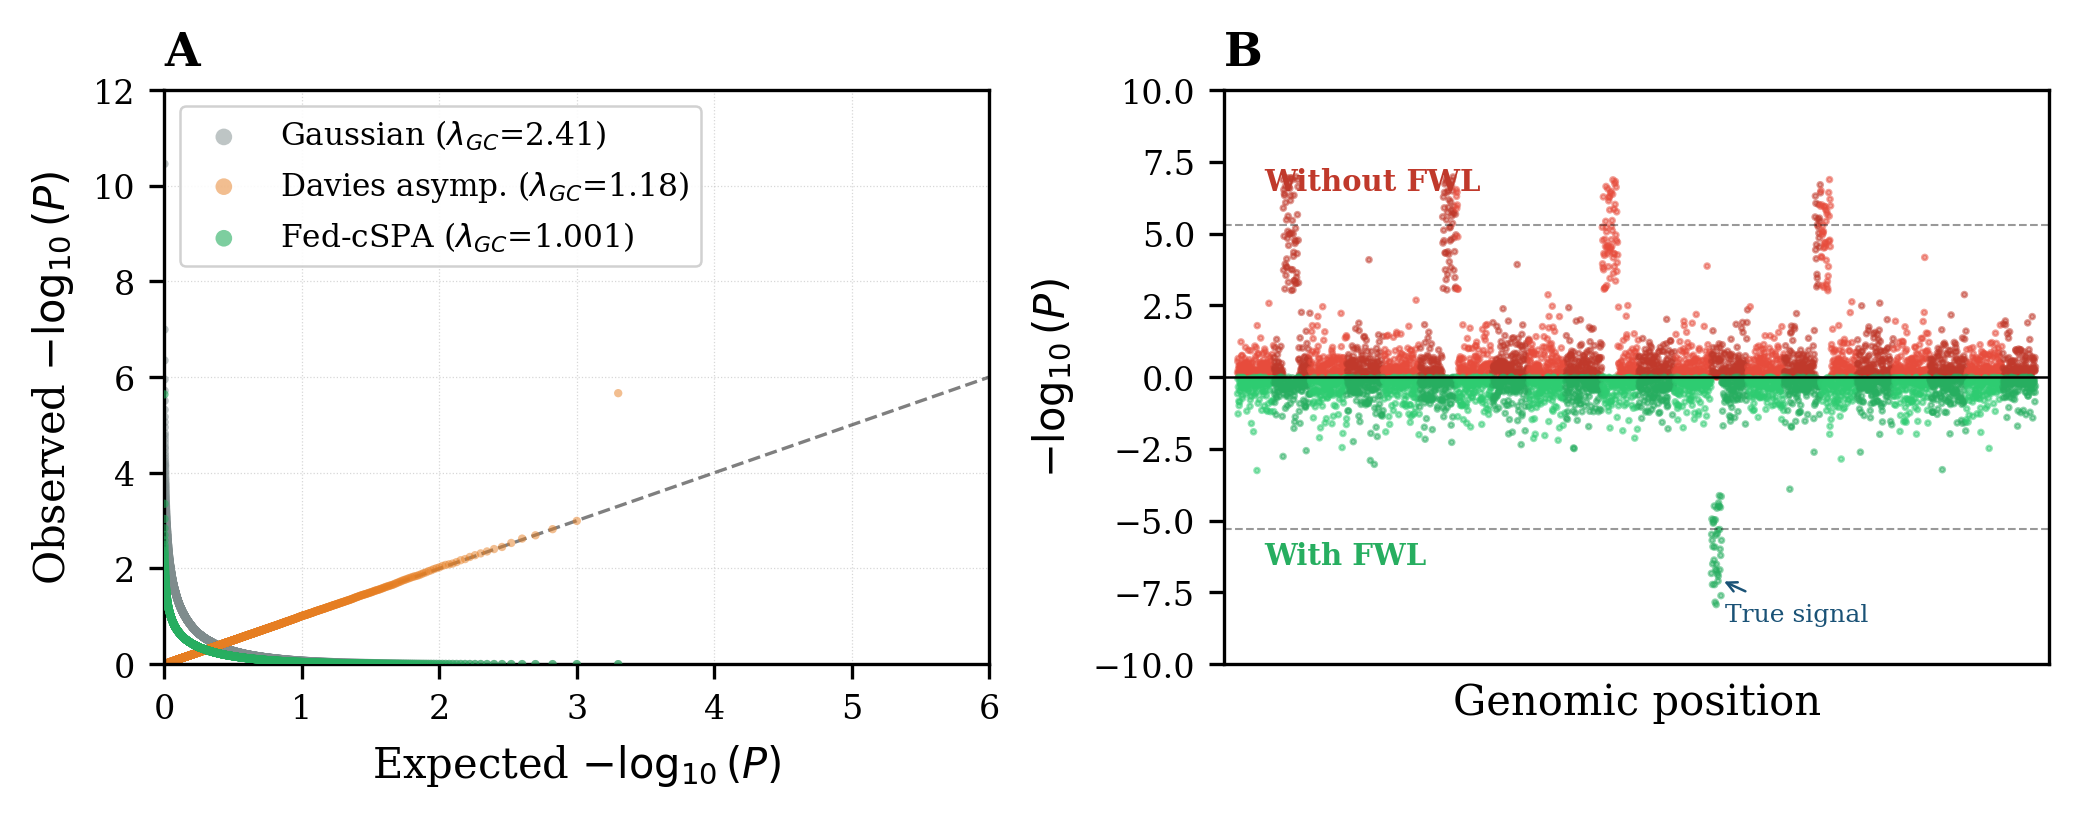 A
Observed −log10 (P)
12
10
8
6
4
2
0
Gaussian (λGC=2.41)
Davies asymp. (λGC=1.18)
Fed-cSPA (λGC=1.001)
0 1 2 3 4 5 6
Expected −log10 (P)
B
−log10 (P)
10.0
7.5
5.0
2.5
0.0
−2.5
−5.0
−7.5
−10.0
Without FWL
With FWL
True signal
Genomic position